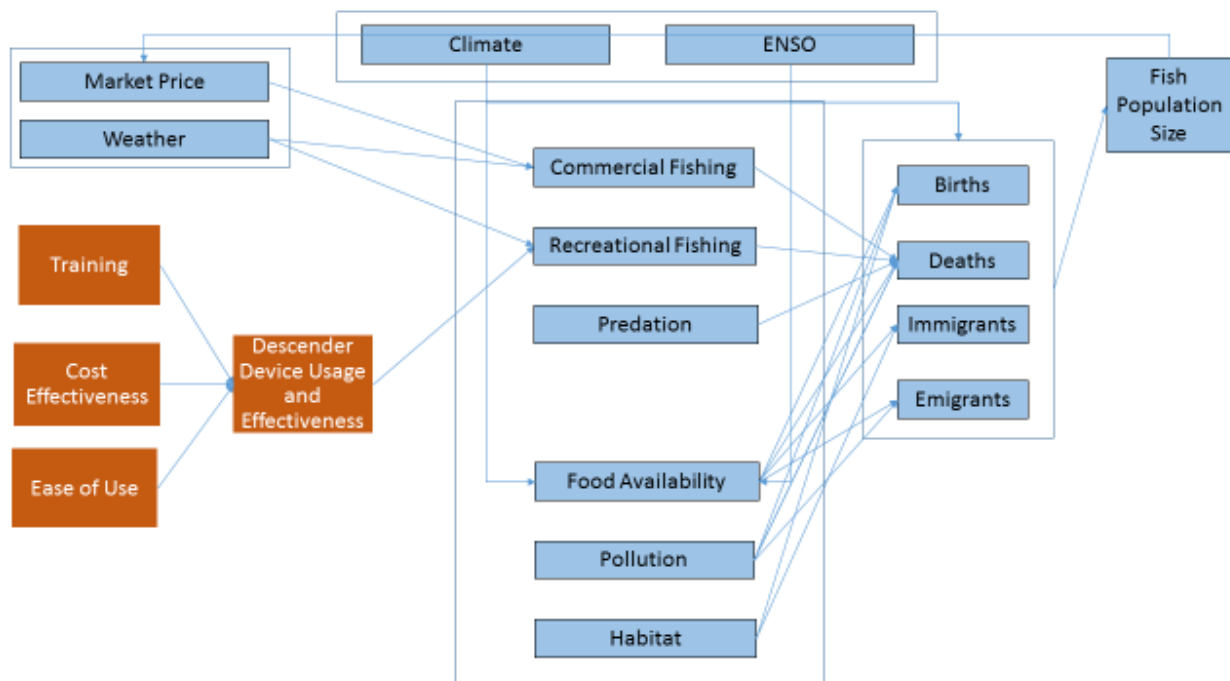 Climate
ENSO
Market Price
Weather
Fish
Population
Size
Commercial Fishing
Births
Recreational Fishing
Deaths
Training
Predation
Immigrants
Descender
Device Usage
and
Effectiveness
Cost
Effectiveness
Emigrants
Ease of Use
Food Availability
Pollution
Habitat